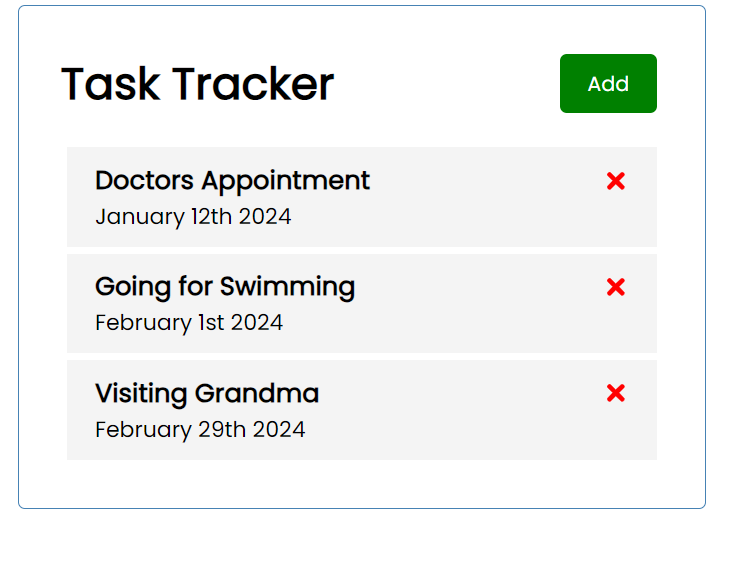 Task Tracker
Add
Doctors Appointment
January 12th 2024
Going for Swimming
February 1st 2024
Visiting Grandma
February 29th 2024